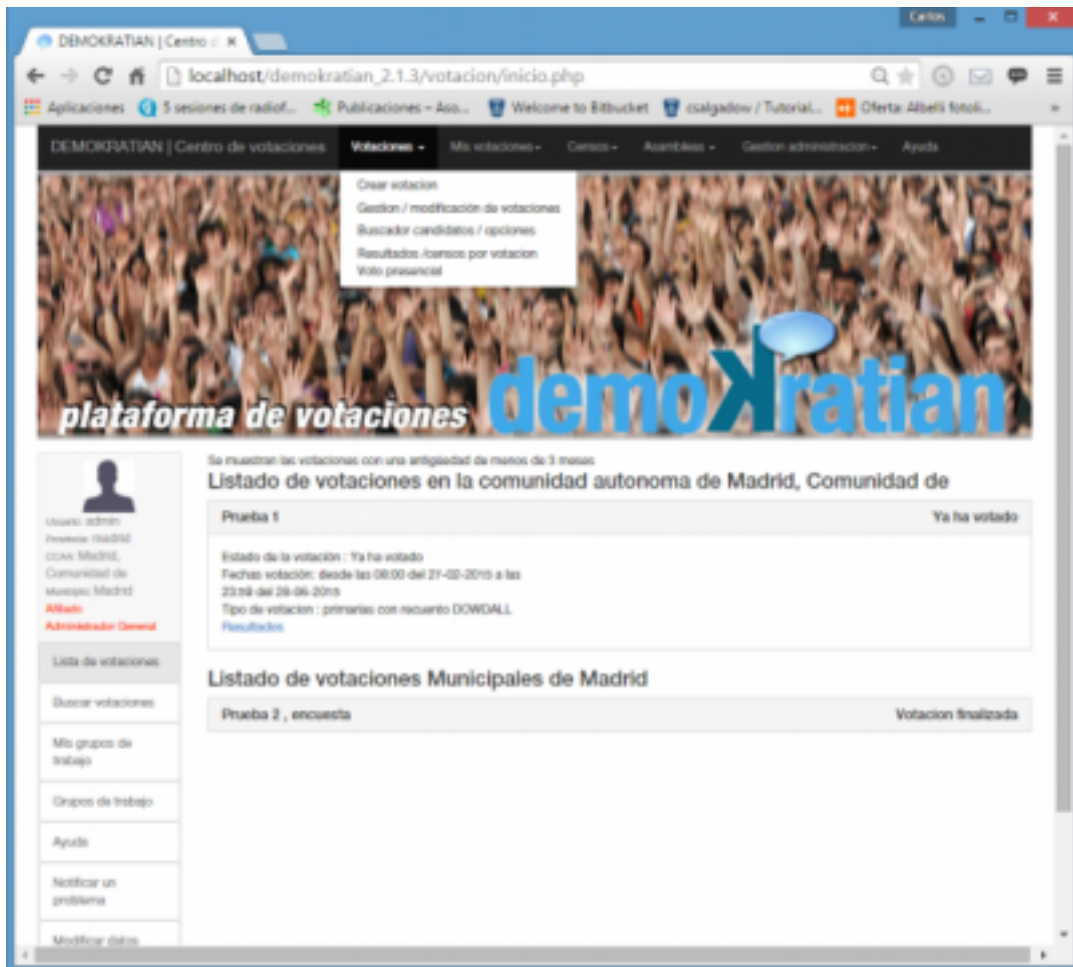 Carlos
DEMOKRATIAN | Centro d
localhost/demokratian_2.1.3/votacion/inicio.php
Aplicaciones 5 sesiones de radiof... Publicaciones – Aso... Welcome to Bitbucket csalgadow / Tutorial... Oferta: Albelli fotoli... »
DEMOKRATIAN | Centro de votaciones Votaciones Mis votaciones Censos Asambleas Gestion administracion Ayuda
Crear votacion
Gestion / modificación de votaciones
Buscador candidatos / opciones
Resultados /censos por votacion
Voto presencial
plataforma de votaciones demokratian
Se muestran las votaciones con una antigüedad de menos de 3 meses
Listado de votaciones en la comunidad autonoma de Madrid, Comunidad de
Prueba 1 Ya ha votado
Estado de la votación : Ya ha votado
Fechas votación: desde las 08:00 del 27-02-2015 a las
23:59 del 28-06-2015
Tipo de votacion : primarias con recuento DOWDALL
Resultados
Listado de votaciones Municipales de Madrid
Prueba 2 , encuesta Votacion finalizada
Usuario: admin
Provincia: madrid
CCAA: Madrid,
Comunidad de
Municipio: Madrid
Afiliado
Administrador General
Lista de votaciones
Buscar votaciones
Mis grupos de
trabajo
Grupos de trabajo
Ayuda
Notificar un
problema
Modificar datos